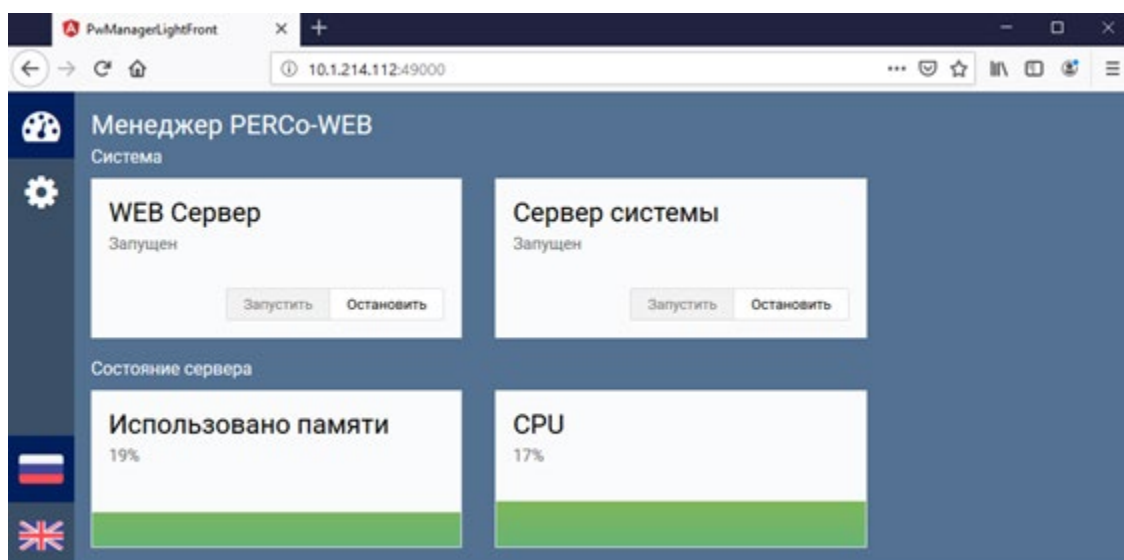 PwManagerLightFront
10.1.214.112:49000
Менеджер PERCo-WEB
Система
WEB Сервер
Запущен
Запустить Остановить
Сервер системы
Запущен
Запустить Остановить
Состояние сервера
Использовано памяти
19%
CPU
17%